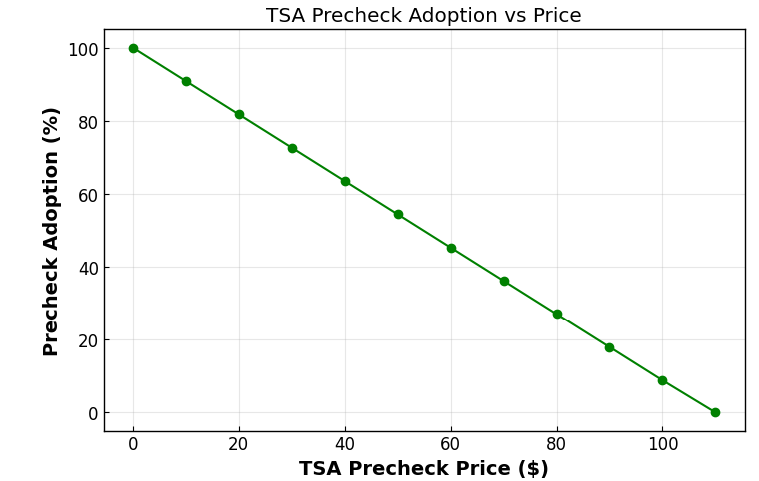 TSA Precheck Adoption vs Price
100
80
60
40
20
0
Precheck Adoption (%)
0 20 40 60 80 100
TSA Precheck Price ($)